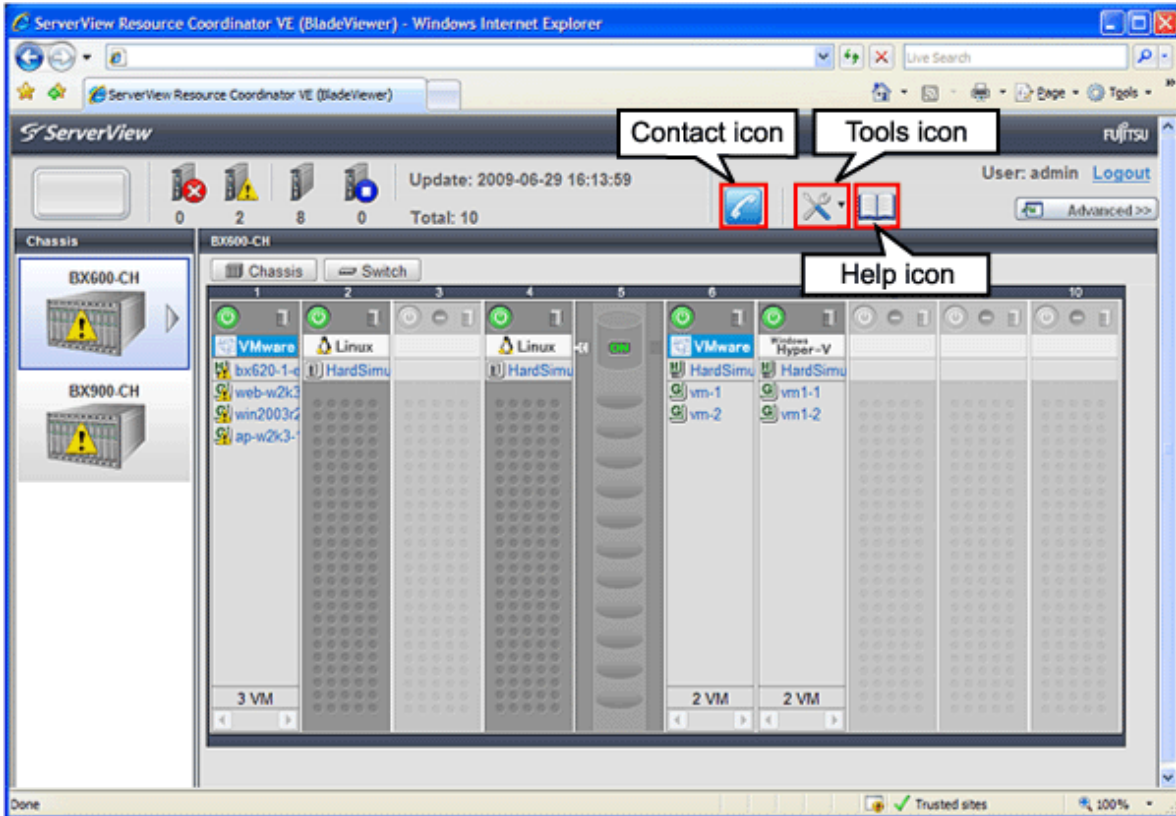 ServerView Resource Coordinator VE (BladeViewer) - Windows Internet Explorer
Live Search
ServerView Resource Coordinator VE (BladeViewer)
Page
Tools
ServerView
Contact icon
Tools icon
FUJITSU
Update: 2009-06-29 16:13:59
User: admin Logout
0 2 8 0 Total: 10
Advanced >>
Chassis
BX600-CH
BX600-CH
Chassis Switch
Help icon
1 2 3 4 5 6 10
VMware Linux Linux ON VMware Windows Hyper-V
bx620-1-e HardSimu HardSimu HardSimu HardSimu
web-w2k3 vm-1 vm1-1
win2003r2 vm-2 vm1-2
ap-w2k3-1
BX900-CH
3 VM 2 VM 2 VM
Done
Trusted sites
100%